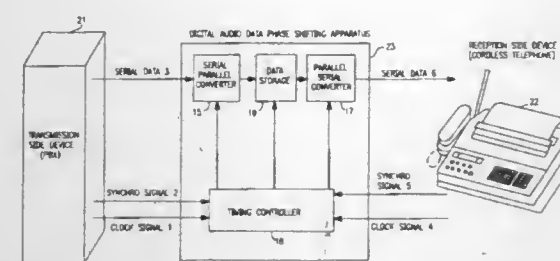 21
DIGITAL AUDIO DATA PHASE SHIFTING APPARATUS
23
RECEPTION SIDE DEVICE
(CORDLESS TELEPHONE)
SERIAL DATA 3
SERIAL
PARALLEL
CONVERTER
DATA
STORAGE
PARALLEL
SERIAL
CONVERTER
SERIAL DATA 6
15
16
17
22
TRANSMISSION
SIDE DEVICE
(PBX)
SYNCHRO SIGNAL 2
SYNCHRO
SIGNAL 5
TIMING CONTROLLER
CLOCK SIGNAL 1
CLOCK SIGNAL 4
18